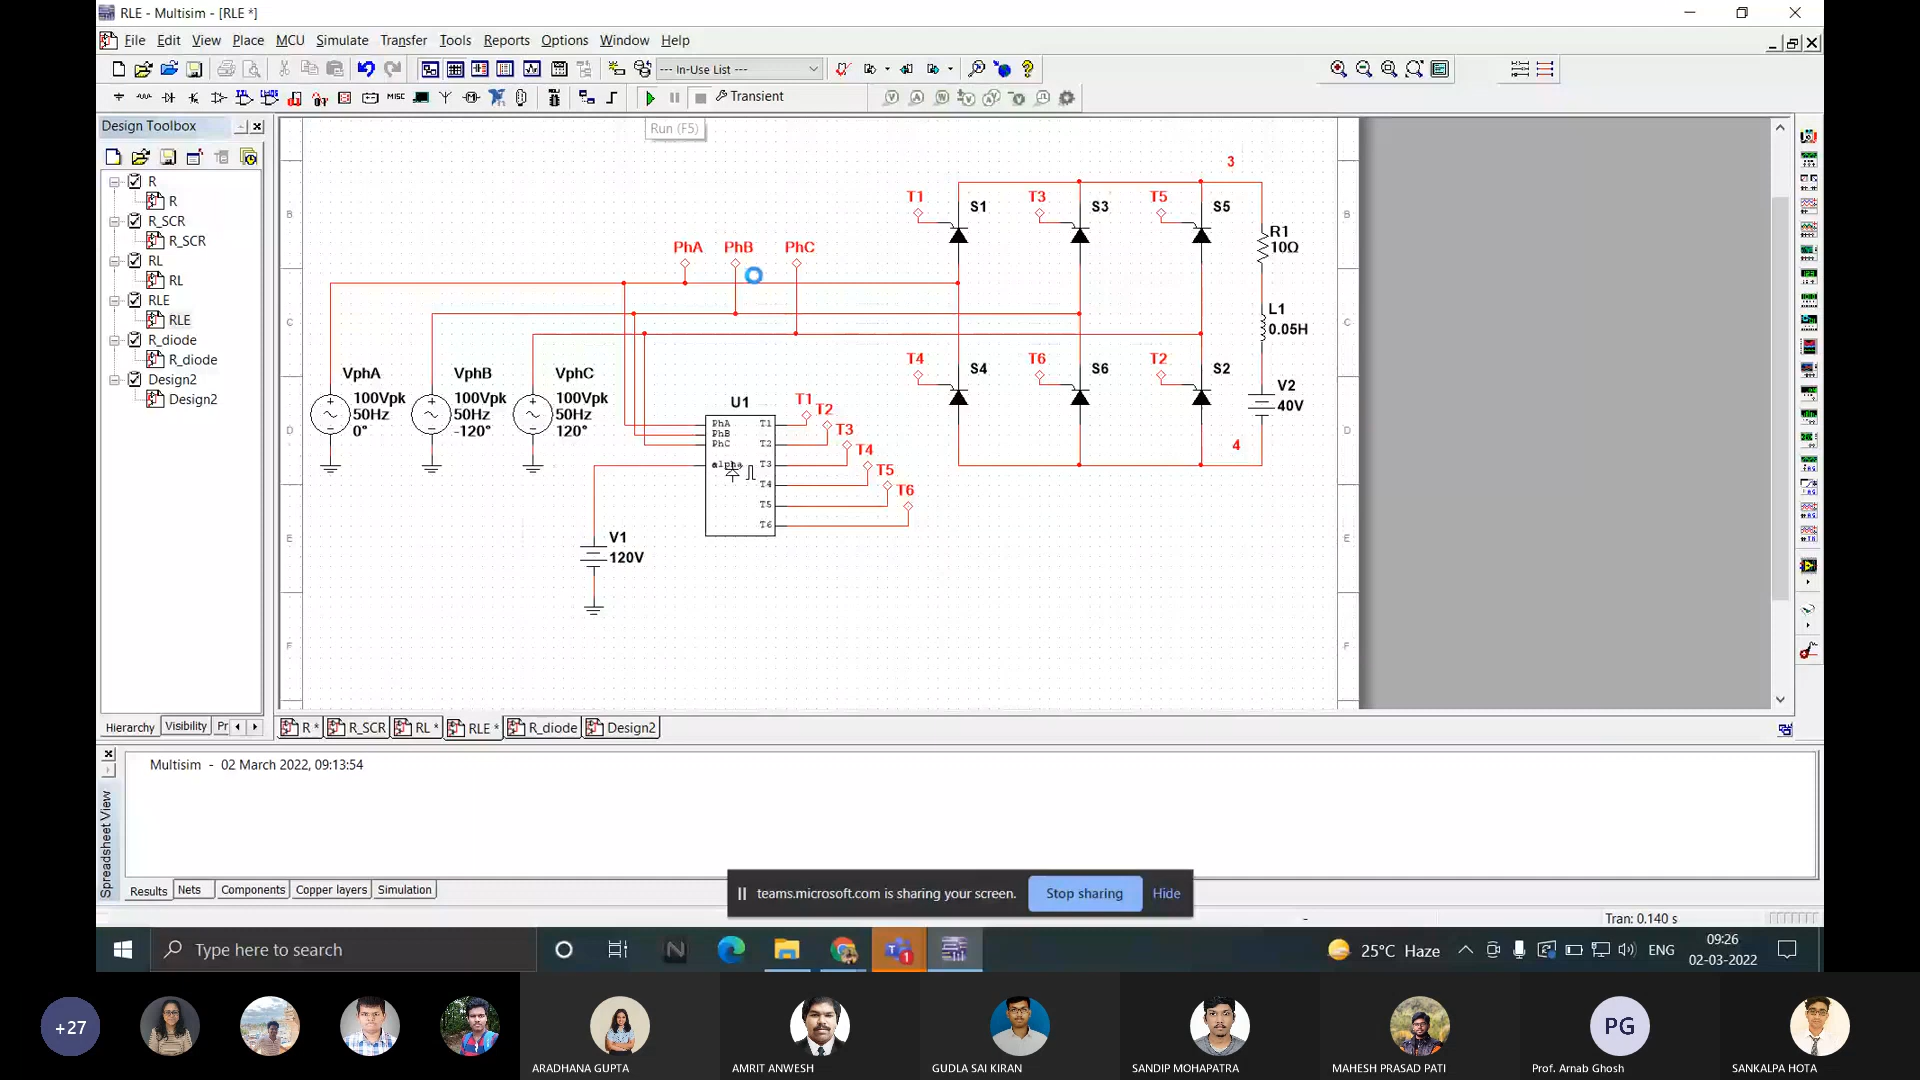 RLE - Multisim - [RLE *]
File Edit View Place MCU Simulate Transfer Tools Reports Options Window Help
--- In-Use List ---
MISC
Transient
Run (F5)
Design Toolbox
R
R
R_SCR
R_SCR
RL
RL
RLE
RLE
R_diode
R_diode
Design2
Design2
Hierarchy Visibility Pr
B
C
D
E
F
B
C
D
E
F
3
T1 S1
T3 S3
T5 S5
R1
10Ω
PhA PhB PhC
L1
0.05H
T4 S4
T6 S6
T2 S2
V2
40V
4
VphA
100Vpk
50Hz
0°
VphB
100Vpk
50Hz
-120°
VphC
100Vpk
50Hz
120°
U1
PhA
PhB
PhC
alpha
T1
T2
T3
T4
T5
T6
T1
T2
T3
T4
T5
T6
V1
120V
R * R_SCR RL * RLE * R_diode Design2
Multisim - 02 March 2022, 09:13:54
Spreadsheet View
Results Nets Components Copper layers Simulation
teams.microsoft.com is sharing your screen. Stop sharing Hide
- Tran: 0.140 s
Type here to search
1
25°C Haze
ENG
09:26
02-03-2022
+27
PG
ARADHANA GUPTA
AMRIT ANWESH
GUDLA SAI KIRAN
SANDIP MOHAPATRA
MAHESH PRASAD PATI
Prof. Arnab Ghosh
SANKALPA HOTA